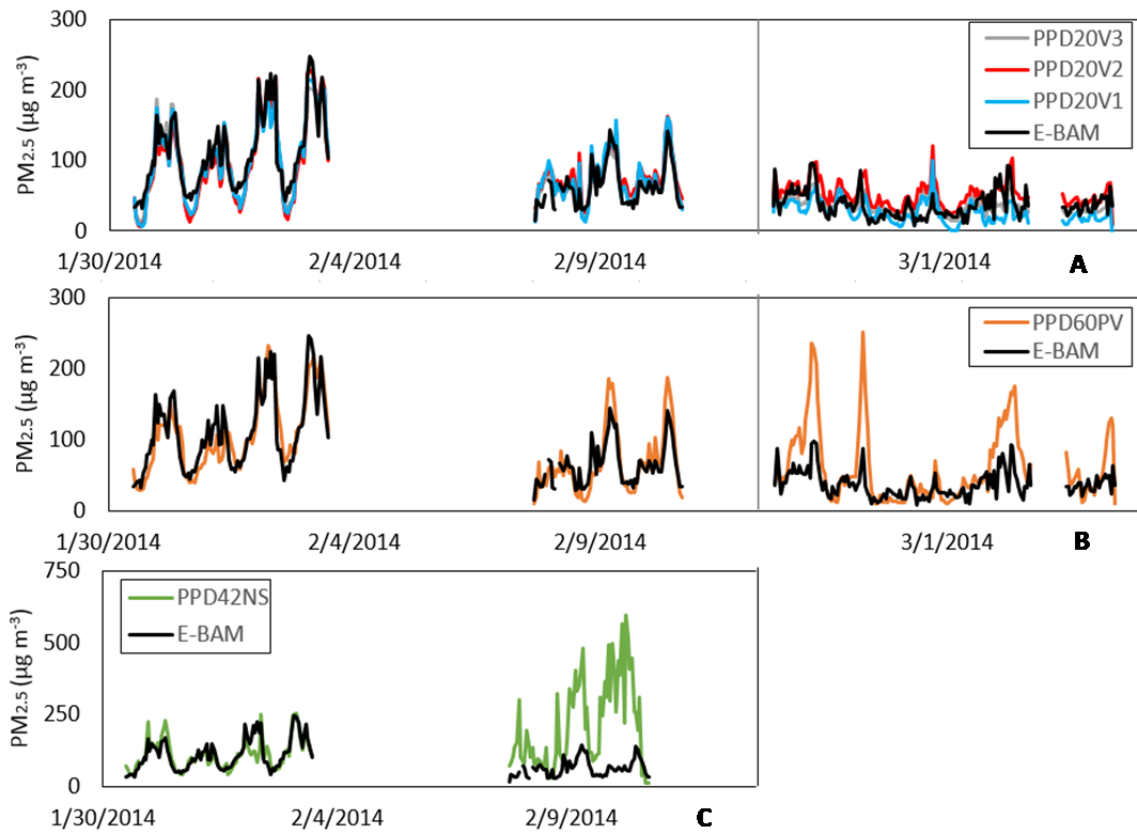 300
200
100
0
PM2.5 (µg m-3)
PPD20V3
PPD20V2
PPD20V1
E-BAM
1/30/2014 2/4/2014 2/9/2014 3/1/2014 A
300
200
100
0
PM2.5 (µg m-3)
PPD60PV
E-BAM
1/30/2014 2/4/2014 2/9/2014 3/1/2014 B
750
500
250
0
PM2.5 (µg m-3)
PPD42NS
E-BAM
1/30/2014 2/4/2014 2/9/2014 C